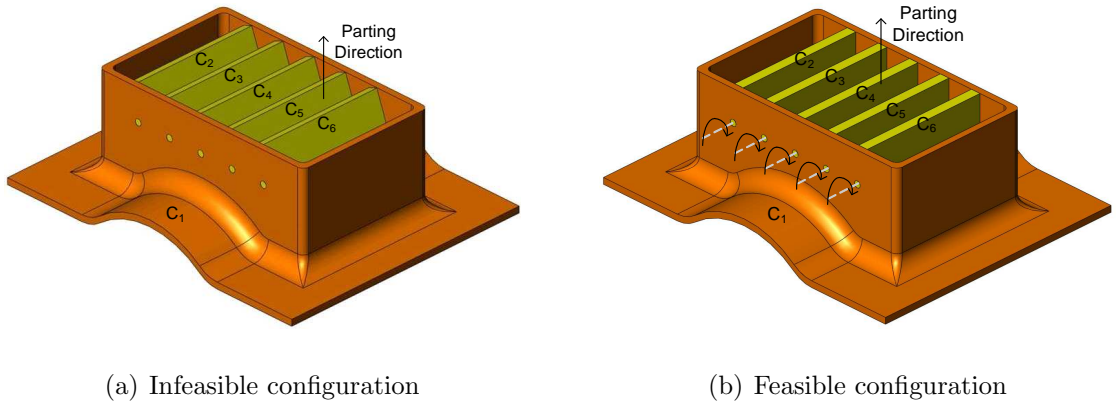 Parting
Direction
C2
C3
C4
C5
C6
C1
(a) Infeasible configuration
Parting
Direction
C2
C3
C4
C5
C6
C1
(b) Feasible configuration